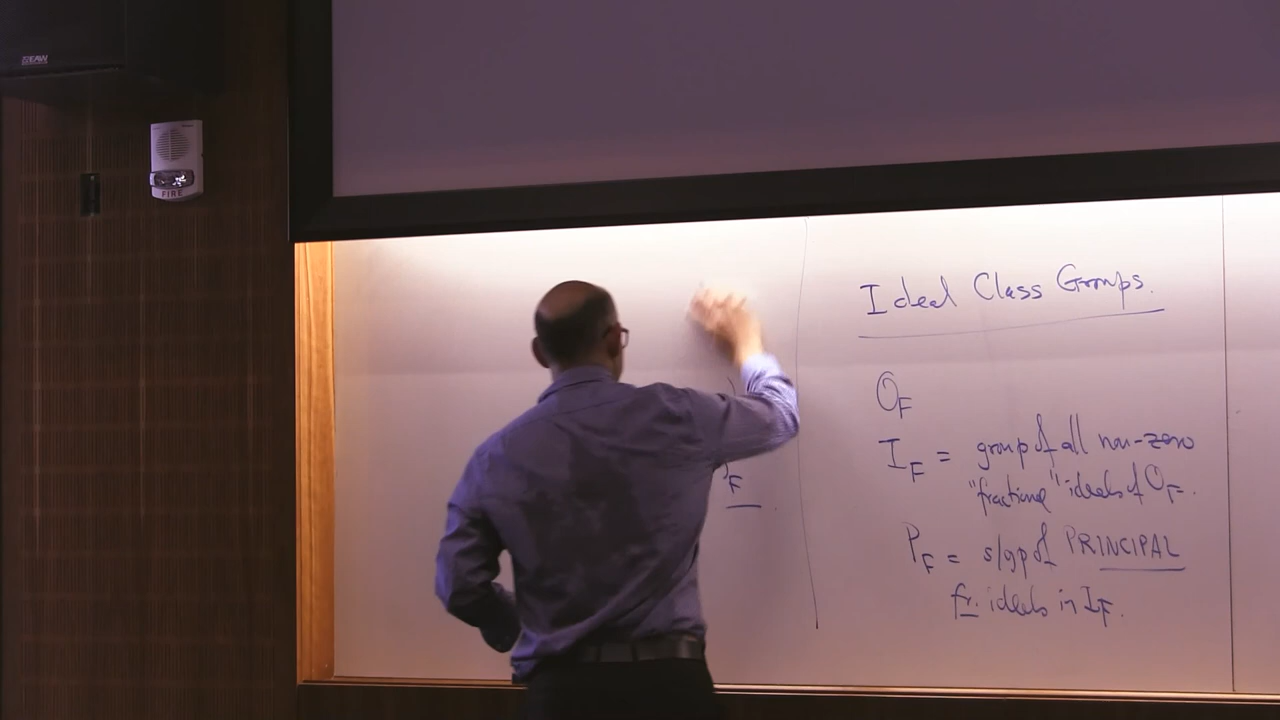 EAW
FIRE
F
Ideal Class Groups.
O_F
I_F = group of all non-zero
"fractional" ideals of O_F.
P_F = s/gp of PRINCIPAL
fr. ideals in I_F.